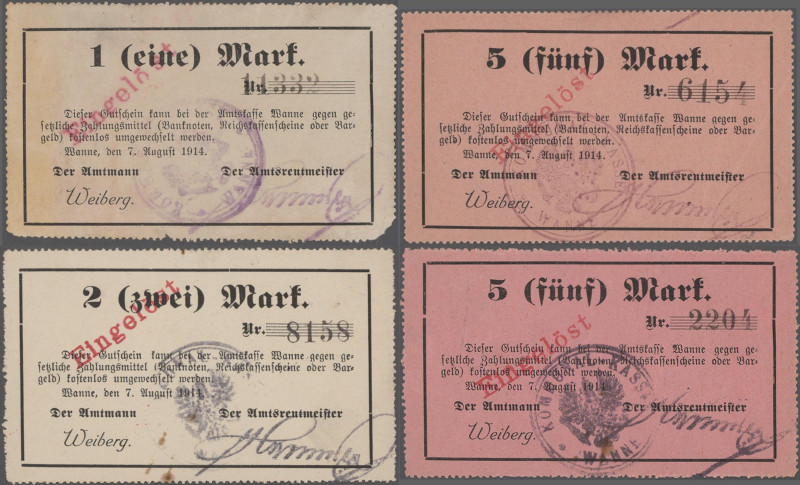 1 (eine) Mark.
Nr. 11332
Eingelöst
Dieser Gutschein kann bei der Amtskasse Wanne gegen ge-
setzliche Zahlungsmittel (Banknoten, Reichskassenscheine oder Bar-
geld) kostenlos umgewechselt werden.
Wanne, den 7. August 1914.
Der Amtmann Der Amtsrentmeister
Weiberg.
5 (fünf) Mark.
Nr. 6154
Eingelöst
Dieser Gutschein kann bei der Amtskasse Wanne gegen ge-
setzliche Zahlungsmittel (Banknoten, Reichskassenscheine oder Bar-
geld) kostenlos umgewechselt werden.
Wanne, den 7. August 1914.
Der Amtmann Der Amtsrentmeister
Weiberg.
2 (zwei) Mark.
Nr. 8158
Eingelöst
Dieser Gutschein kann bei der Amtskasse Wanne gegen ge-
setzliche Zahlungsmittel (Banknoten, Reichskassenscheine oder Bar-
geld) kostenlos umgewechselt werden.
Wanne, den 7. August 1914.
Der Amtmann Der Amtsrentmeister
Weiberg.
5 (fünf) Mark.
Nr. 2204
Eingelöst
Dieser Gutschein kann bei der Amtskasse Wanne gegen ge-
setzliche Zahlungsmittel (Banknoten, Reichskassenscheine oder Bar-
geld) kostenlos umgewechselt werden.
Wanne, den 7. August 1914.
Der Amtmann Der Amtsrentmeister
Weiberg.
WANNE